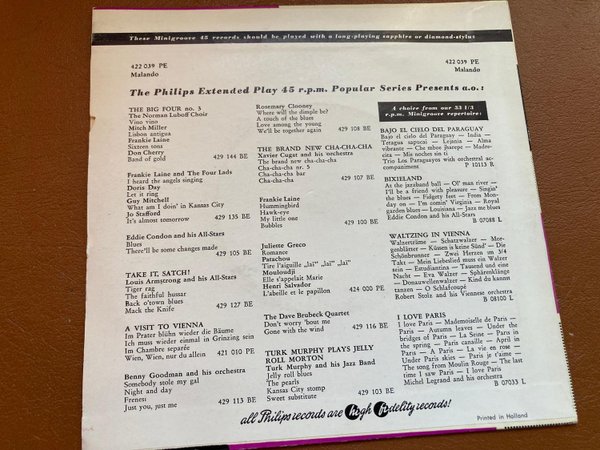 These Minigroove 45 records should be played with a long-playing sapphire or diamond-stylus
422 039 PE
Malando
422 039 PE
Malando
The Philips Extended Play 45 r.p.m. Popular Series Presents a.o.:
THE BIG FOUR no. 3
The Norman Luboff Choir
Vino vino
Mitch Miller
Lisboa antigua
Frankie Laine
Sixteen tons
Don Cherry
Band of gold 429 144 BE
Frankie Laine and The Four Lads
I heard the angels singing
Doris Day
Let it ring
Guy Mitchell
What am I doin' in Kansas City
Jo Stafford
It's almost tomorrow 429 135 BE
Eddie Condon and his All-Stars
Blues
There'll be some changes made
429 105 BE
TAKE IT, SATCH!
Louis Armstrong and his All-Stars
Tiger rag
The faithful hussar
Back o'town blues
Mack the Knife 429 127 BE
A VISIT TO VIENNA
Im Prater blühn wieder die Bäume
Ich muss wieder einmal in Grinzing sein
Im Chambre separée
Wien, Wien, nur du allein 421 010 PE
Benny Goodman and his orchestra
Somebody stole my gal
Night and day
Frenesi
Just you, just me 429 113 BE
Rosemary Clooney
Where will the dimple be?
A touch of the blues
Love among the young
We'll be together again
429 108 BE
THE BRAND NEW CHA-CHA-CHA
Xavier Cugat and his orchestra
The brand new cha-cha-cha
Cha-cha-cha nr. 5
Cha-cha-cha bar
Cha-cha-cha 429 107 BE
Frankie Laine
Hummingbird
Hawk-eye
My little one
Bubbles 429 100 BE
Juliette Greco
Romance
Patachou
Tire l'aiguille „laï" „laï" „laï"
Mouloudji
Elle s'appelait Marie
Henri Salvador
L'abeille et le papillon 424 000 PE
The Dave Brubeck Quartet
Don't worry 'bout me
Gone with the wind 429 116 BE
TURK MURPHY PLAYS JELLY
ROLL MORTON
Turk Murphy and his Jazz Band
Jelly roll blues
The pearls
Kansas City stomp
Sweet substitute 429 103 BE
A choice from our 33 1/3
r.p.m. Minigroove repertoire:
BAJO EL CIELO DEL PARAGUAY
Bajo el cielo del Paraguay — India —
Tetagua sapucai — Lejania — Alma
vibrante — Che mboe jharepe — Madrecita
— Mis noches sin ti
Trio Los Paraguayos with orchestral accompaniment
P 10113 R
DIXIELAND
At the jazzband ball — Ol' man river —
I'll be a friend with pleasure — Singin'
the blues — Fidgety feet — From Monday
on — I'm comin' Virginia — Royal
garden blues — Louisiana — Jazz me blues
Eddie Condon and his All-Stars
B 07088 L
WALTZING IN VIENNA
Walzerträume — Schatzwalzer — Morgenblätter
— Küssen is keine Sünd' — Die
Schönbrunner — Zwei Herzen im 3/4
Takt — Mein Liebeslied muss ein Walzer
sein — Estudiantina — Tausend und eine
Nacht — Eva Walzer — Sphärenklänge
— Donauwellenwalzer — Kind du kannst
tanzen — O Schlafcoupé
Robert Stolz and his Viennese orchestra
B 08100 L
I LOVE PARIS
I love Paris — Mademoiselle de Paris
— Paris — Autumn leaves — Under the
bridges of Paris — La Seine — Paris in
the spring — Paris canaille — April in
Paris — A Paris — La vie en rose —
Under Paris skies — Paris je t'aime —
The song from Moulin Rouge — The last
time I saw Paris — I love Paris
Michel Legrand and his orchestra
B 07033 L
all Philips records are high fidelity records!
Printed in Holland